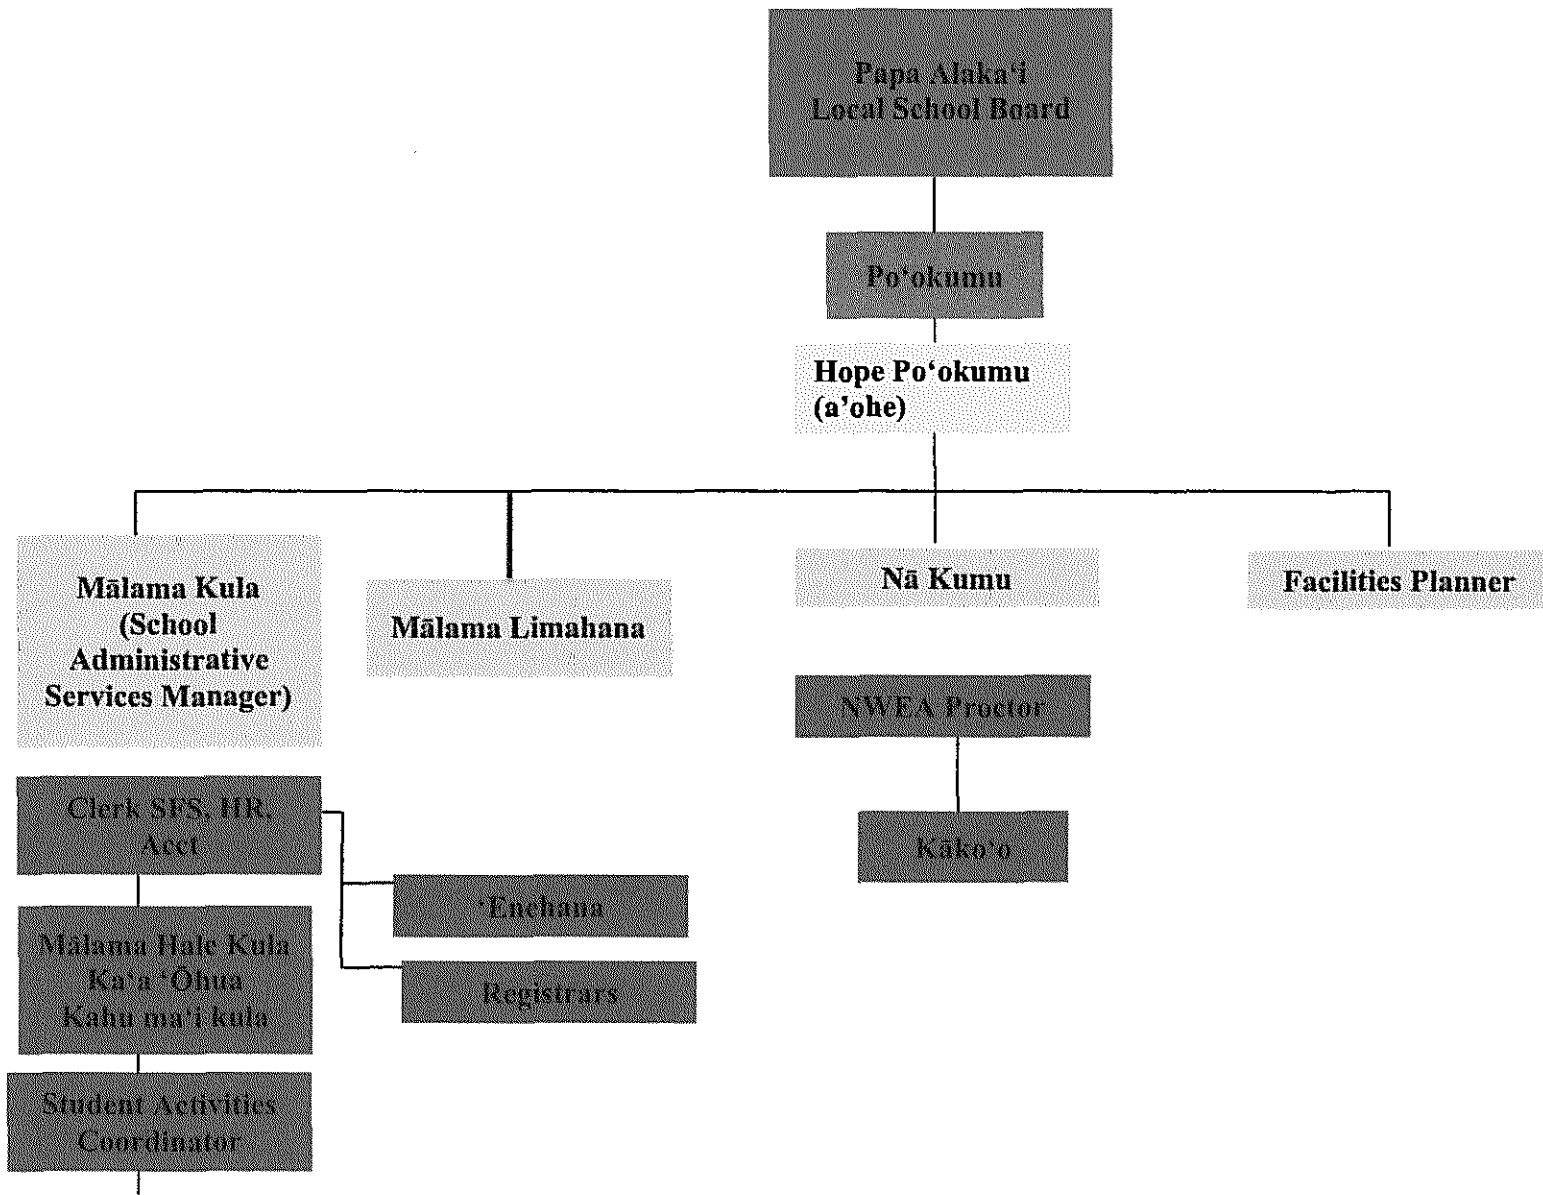 Papa Alaka‘i
Local School Board
Po‘okumu
Hope Po‘okumu
(a’ohe)
Mālama Kula
(School
Administrative
Services Manager)
Mālama Limahana
Nā Kumu
Facilities Planner
NWEA Proctor
Kāko‘o
Clerk SFS, HR,
Acct
‘Enehana
Registrars
Mālama Hale Kula
Ka‘a ‘Ōhua
Kahu ma‘i kula
Student Activities
Coordinator